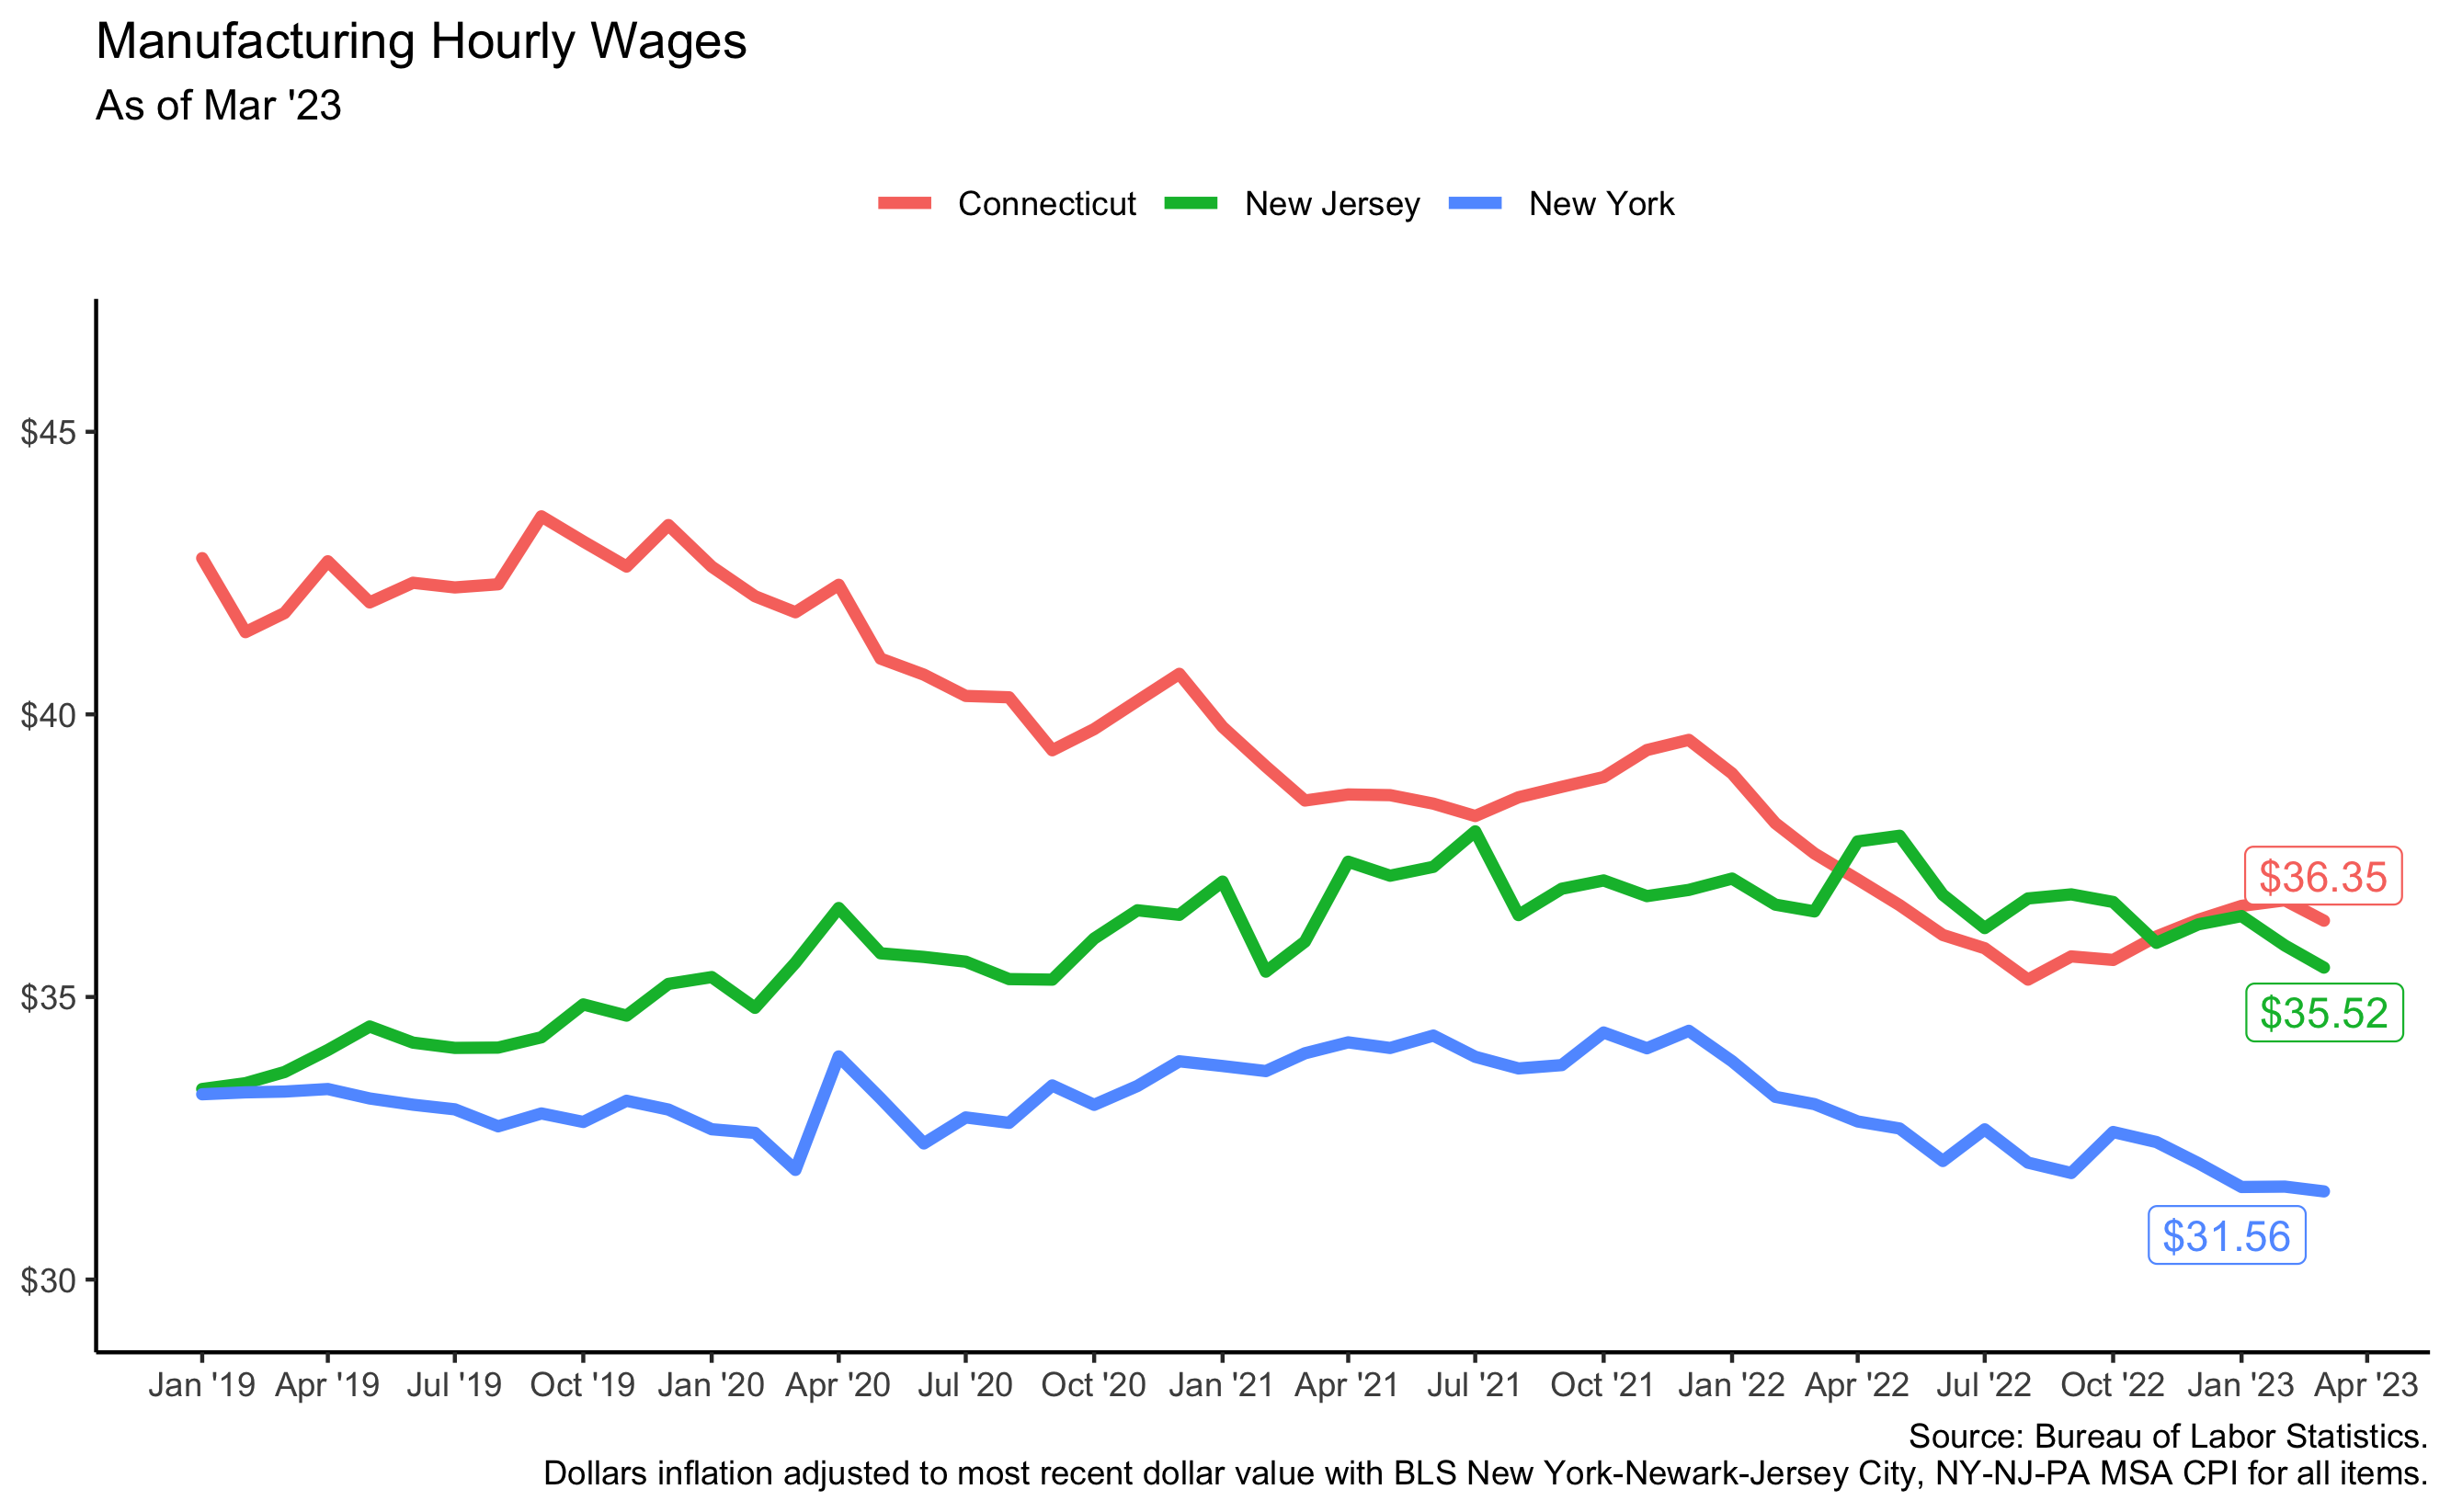 Manufacturing Hourly Wages
As of Mar '23
Connecticut New Jersey New York
$45
$40
$35
$30
$36.35
$35.52
$31.56
Jan '19 Apr '19 Jul '19 Oct '19 Jan '20 Apr '20 Jul '20 Oct '20 Jan '21 Apr '21 Jul '21 Oct '21 Jan '22 Apr '22 Jul '22 Oct '22 Jan '23 Apr '23
Source: Bureau of Labor Statistics.
Dollars inflation adjusted to most recent dollar value with BLS New York-Newark-Jersey City, NY-NJ-PA MSA CPI for all items.